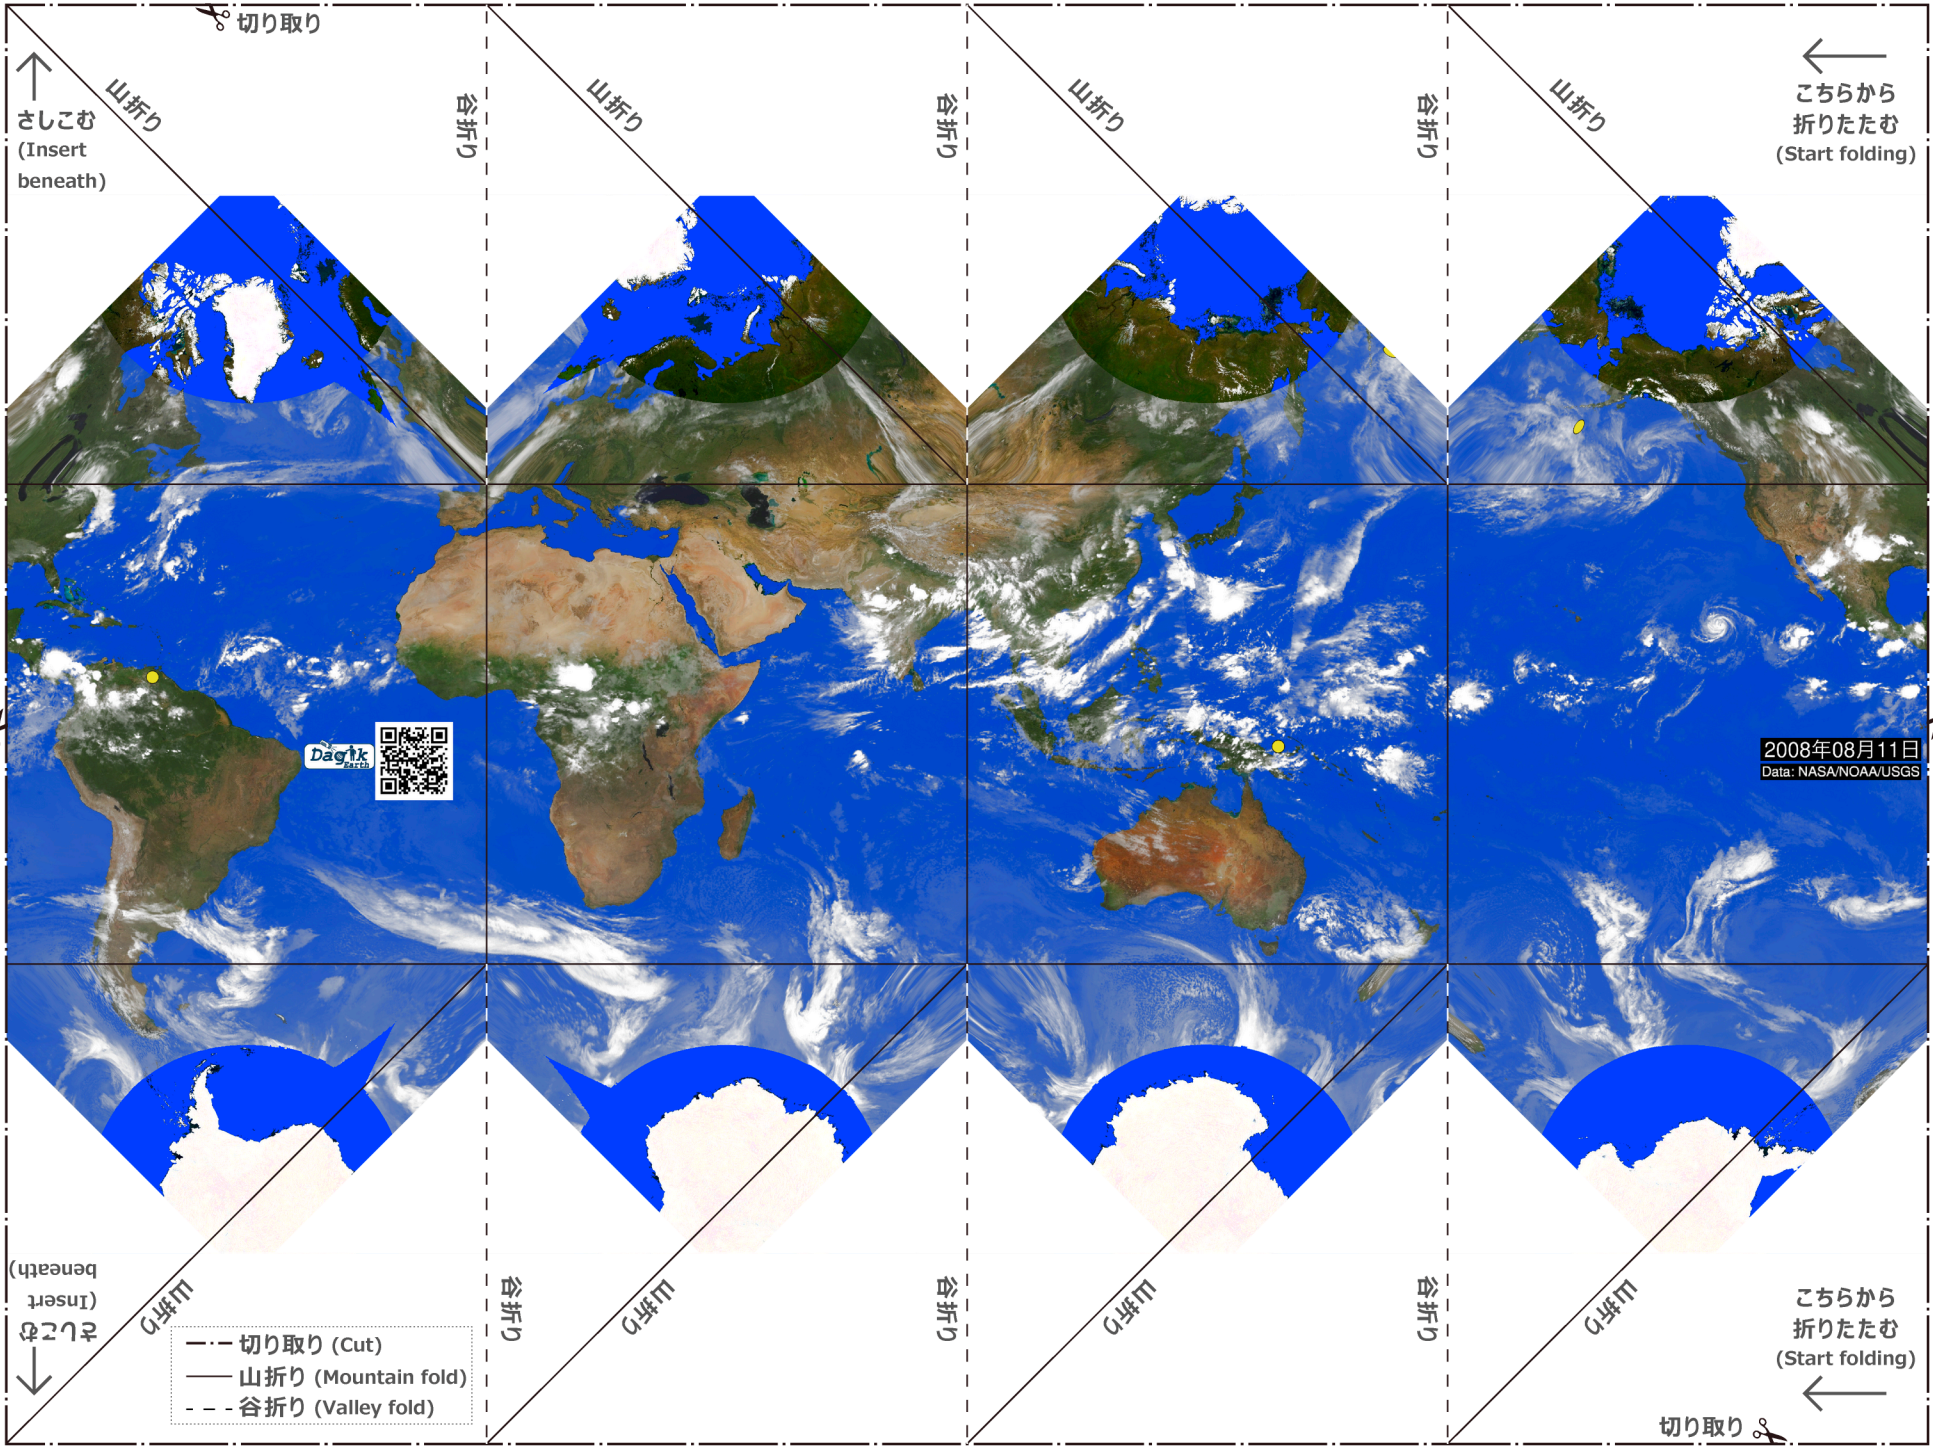 切り取り
さしこむ
(Insert
beneath)
山折り
谷折り
山折り
谷折り
山折り
谷折り
山折り
こちらから
折りたたむ
(Start folding)
Dagik
Earth
2008年08月11日
Data: NASA/NOAA/USGS
さしこむ
(Insert
beneath)
山折り
谷折り
山折り
谷折り
山折り
谷折り
山折り
こちらから
折りたたむ
(Start folding)
切り取り (Cut)
山折り (Mountain fold)
谷折り (Valley fold)
切り取り